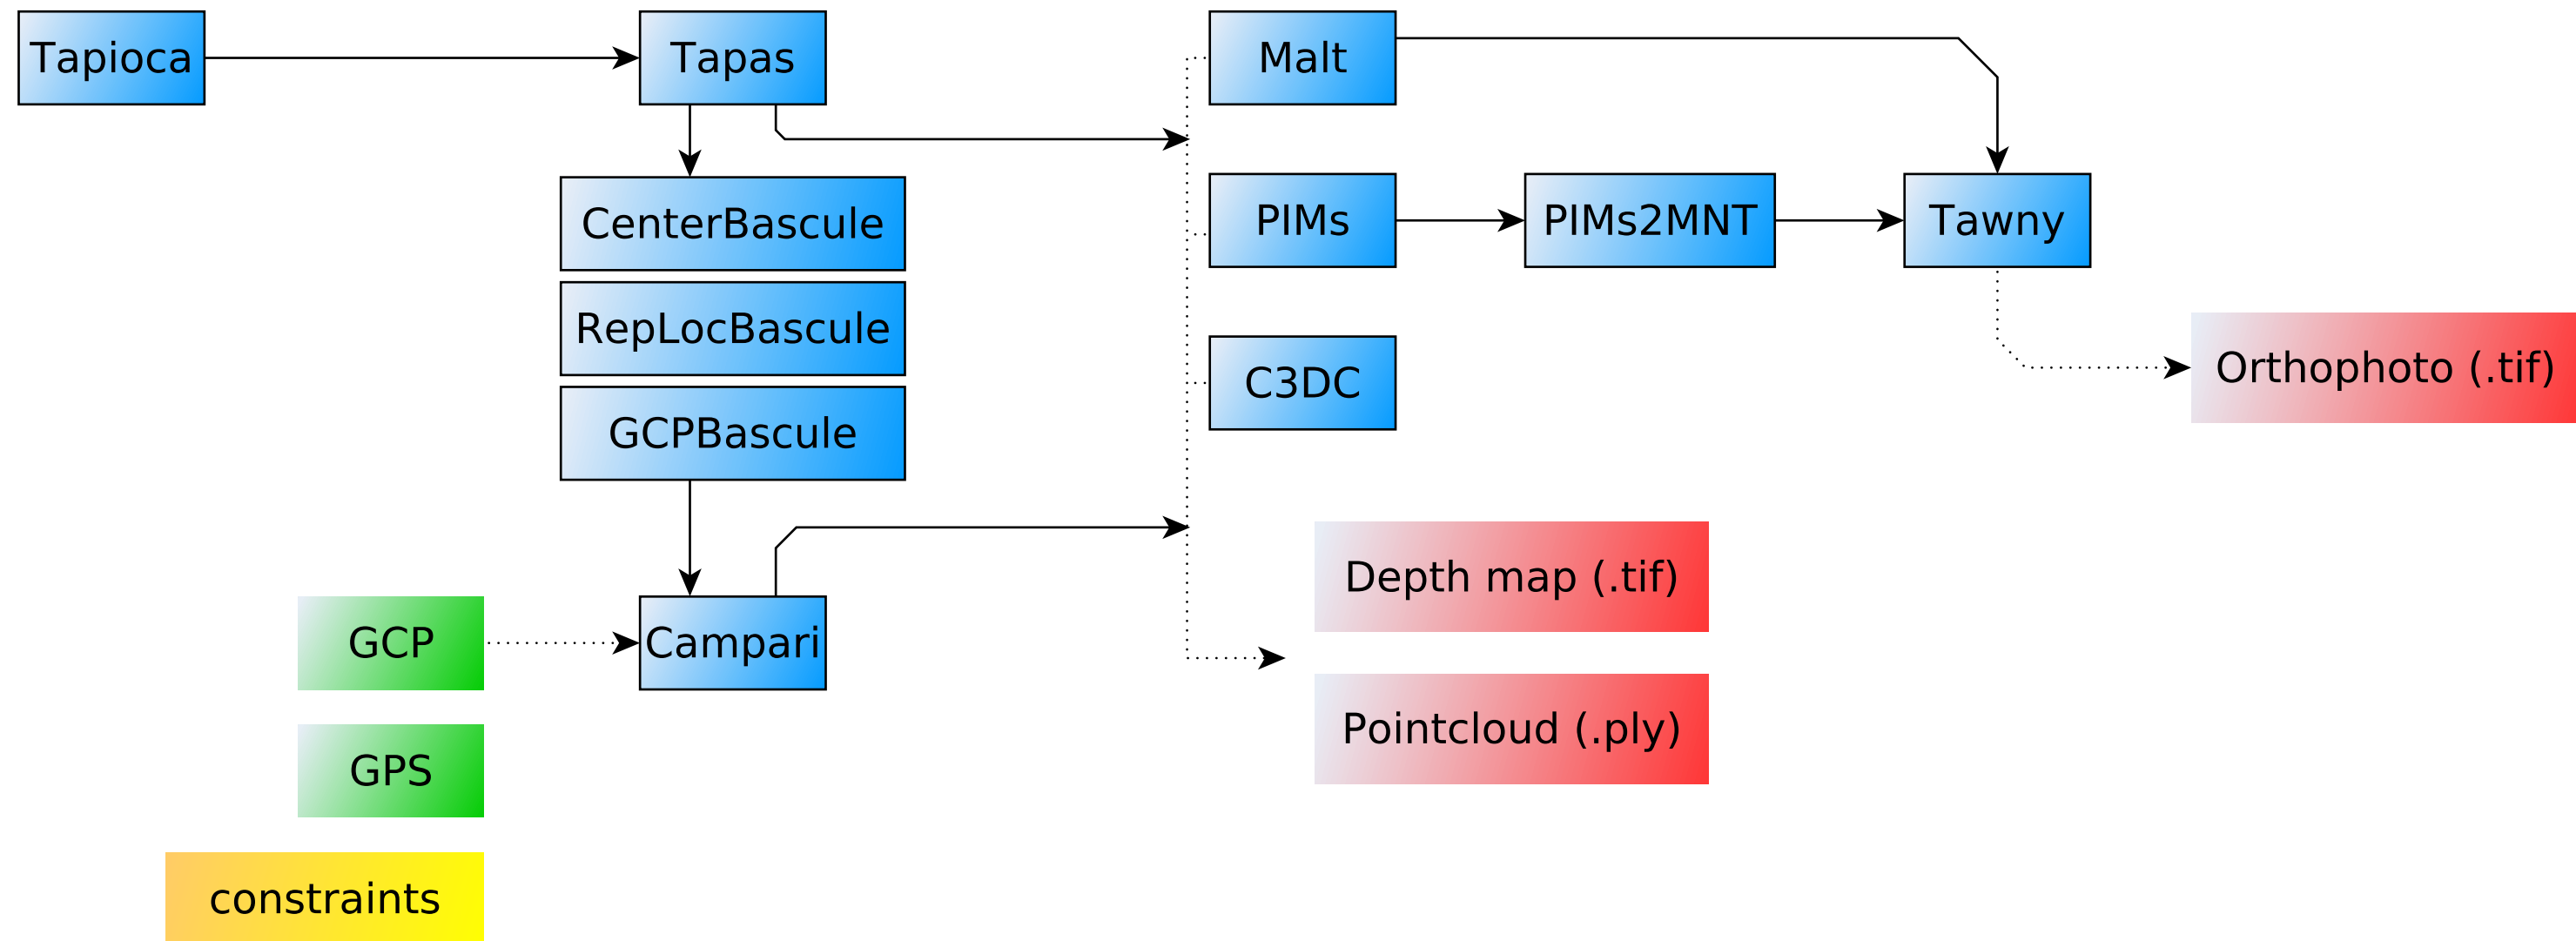 Tapioca
Tapas
Malt
CenterBascule
PIMs
PIMs2MNT
Tawny
RepLocBascule
C3DC
Orthophoto (.tif)
GCPBascule
Depth map (.tif)
GCP
Campari
Pointcloud (.ply)
GPS
constraints